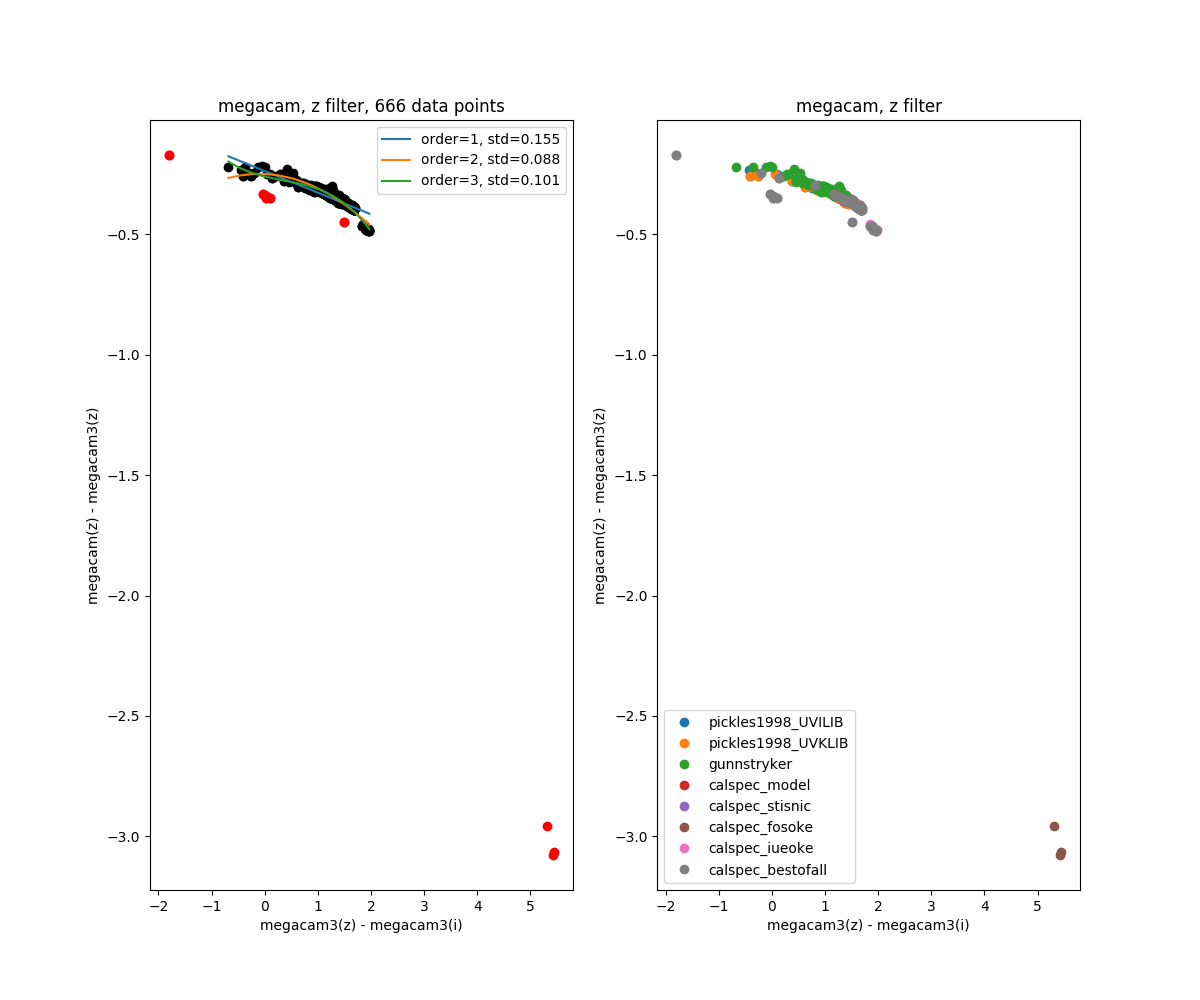 megacam, z filter, 666 data points
order=1, std=0.155
order=2, std=0.088
order=3, std=0.101
megacam(z) - megacam3(z)
−0.5
−1.0
−1.5
−2.0
−2.5
−3.0
−2 −1 0 1 2 3 4 5
megacam3(z) - megacam3(i)
megacam, z filter
megacam(z) - megacam3(z)
−0.5
−1.0
−1.5
−2.0
−2.5
−3.0
pickles1998_UVILIB
pickles1998_UVKLIB
gunnstryker
calspec_model
calspec_stisnic
calspec_fosoke
calspec_iueoke
calspec_bestofall
−2 −1 0 1 2 3 4 5
megacam3(z) - megacam3(i)